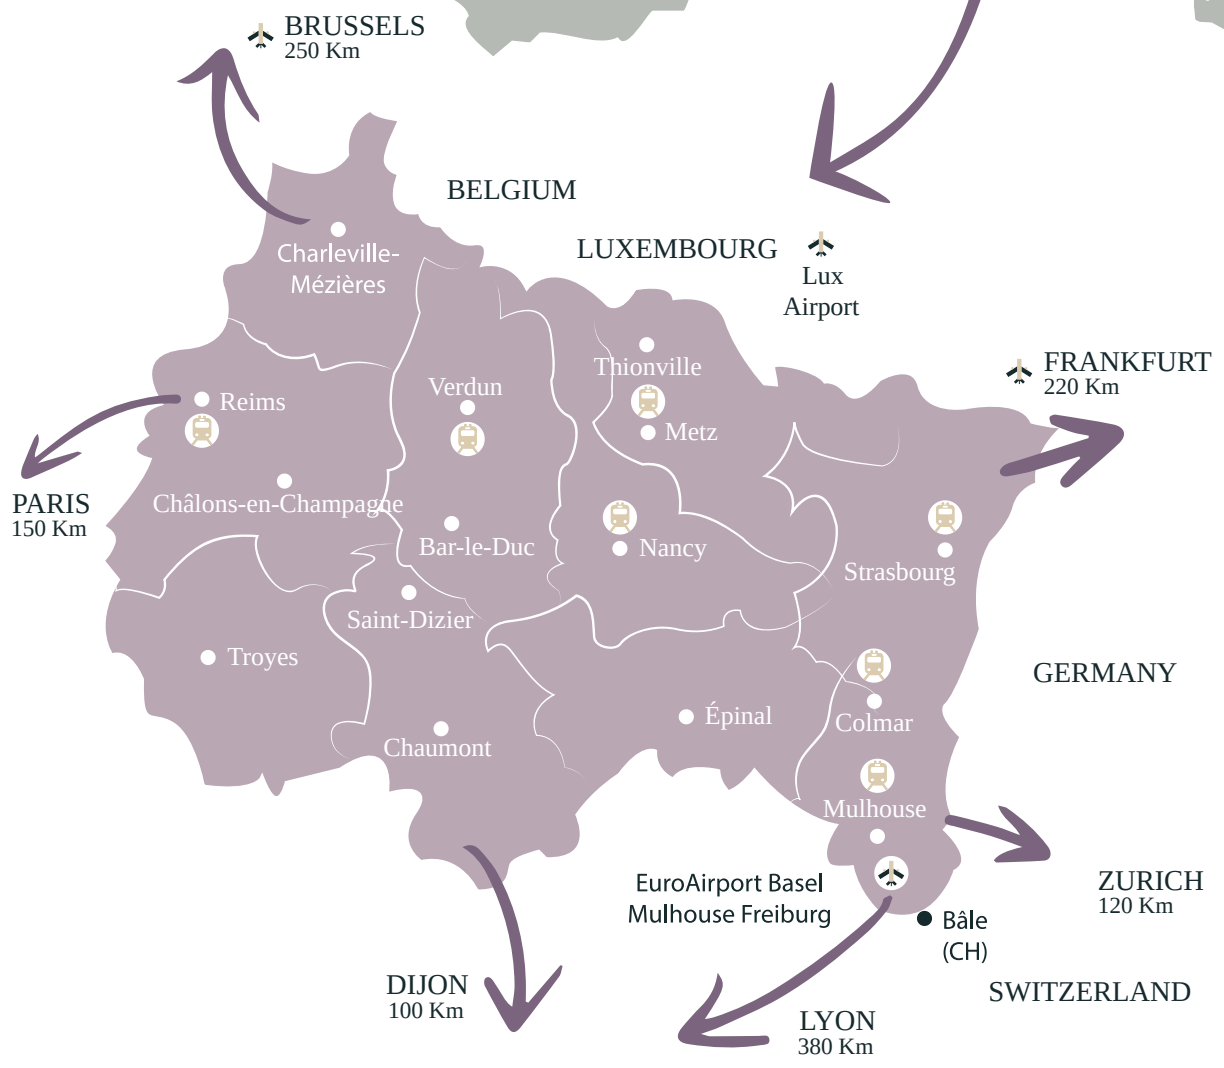 BRUSSELS
250 Km
BELGIUM
LUXEMBOURG
Lux
Airport
Charleville-
Mézières
FRANKFURT
220 Km
Thionville
Verdun
Reims
Metz
PARIS
150 Km
Châlons-en-Champagne
Bar-le-Duc
Nancy
Strasbourg
Saint-Dizier
Troyes
GERMANY
Épinal
Colmar
Chaumont
Mulhouse
EuroAirport Basel
Mulhouse Freiburg
ZURICH
120 Km
Bâle
(CH)
DIJON
100 Km
SWITZERLAND
LYON
380 Km